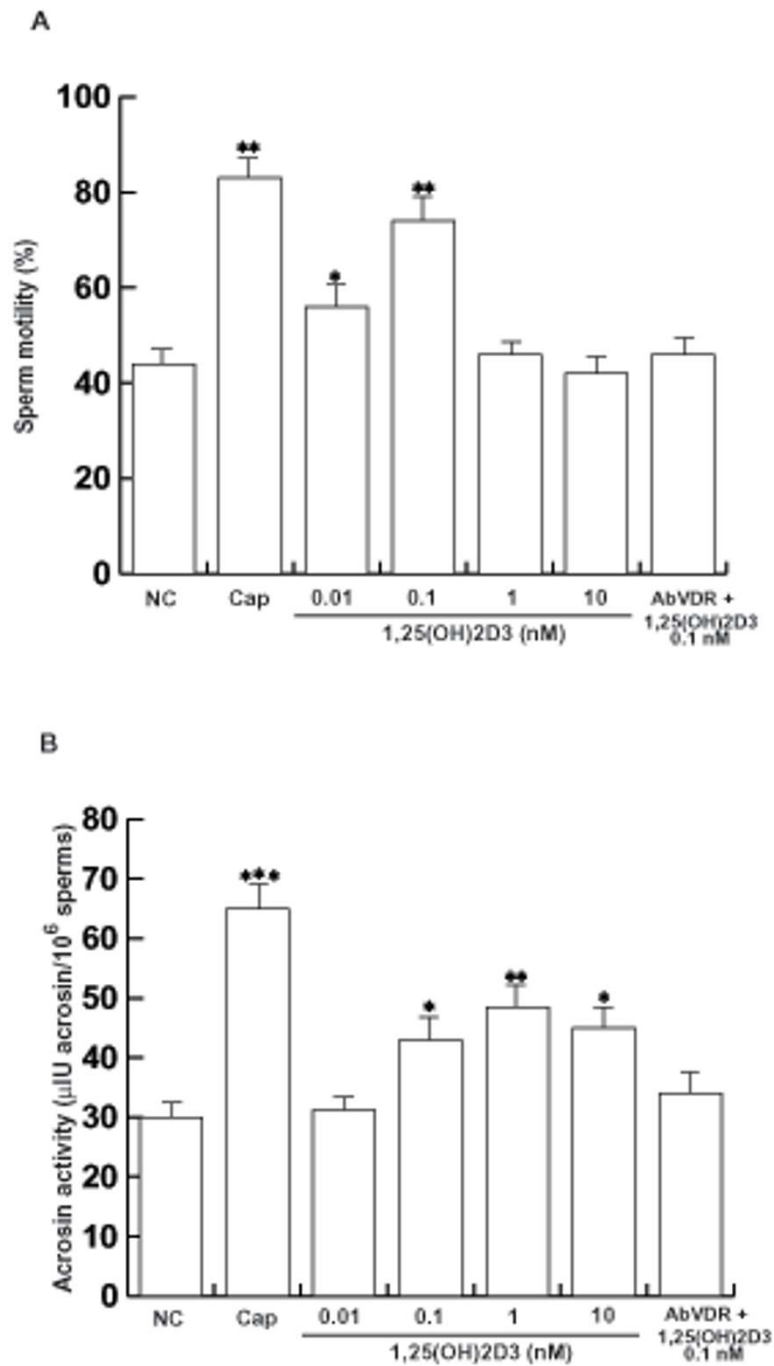 A
100
80
60
40
20
0
Sperm motility (%)
**
*
**
NC Cap 0.01 0.1 1 10 AbVDR +
1,25(OH)2D3
0.1 nM
1,25(OH)2D3 (nM)
B
80
70
60
50
40
30
20
10
0
Acrosin activity (µIU acrosin/10⁶ sperms)
***
*
**
*
NC Cap 0.01 0.1 1 10 AbVDR +
1,25(OH)2D3
0.1 nM
1,25(OH)2D3 (nM)